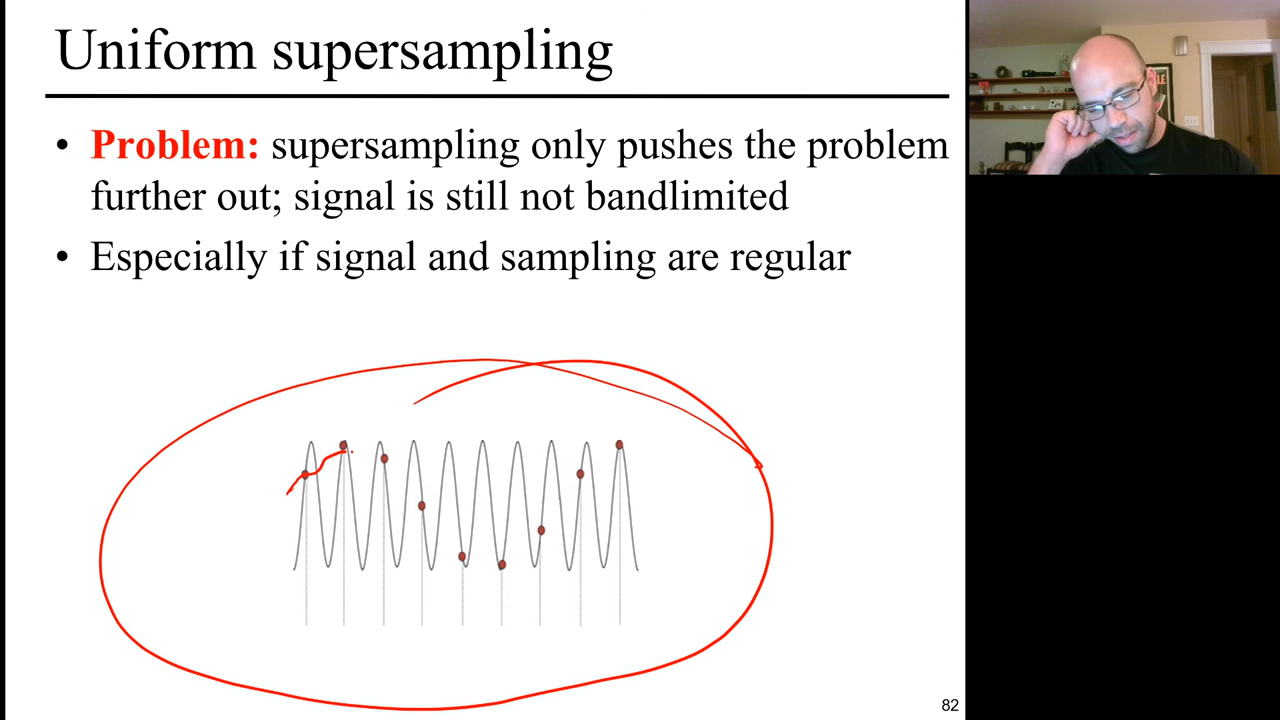 Uniform supersampling
• Problem: supersampling only pushes the problem
further out; signal is still not bandlimited
• Especially if signal and sampling are regular
82